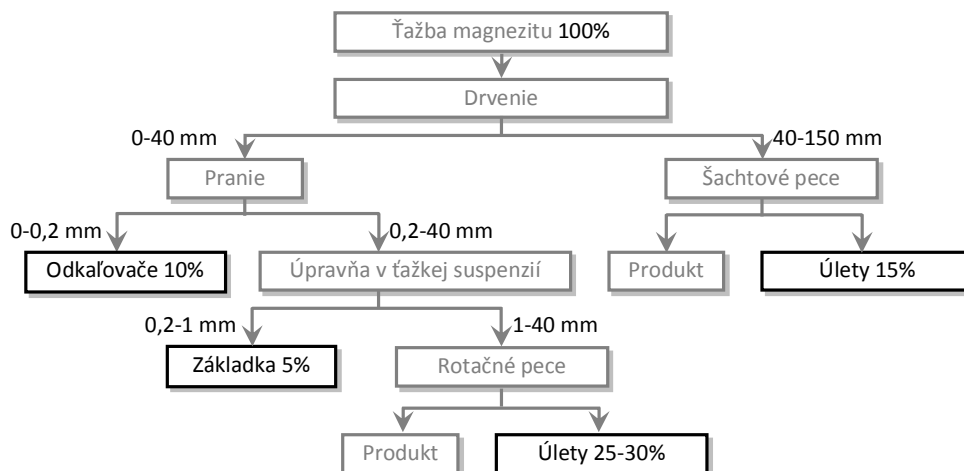 Ťažba magnezitu 100%
Drvenie
0-40 mm
40-150 mm
Pranie
Šachtové pece
0-0,2 mm
0,2-40 mm
Odkaľovače 10%
Úpravňa v ťažkej suspenzií
Produkt
Úlety 15%
0,2-1 mm
1-40 mm
Základka 5%
Rotačné pece
Produkt
Úlety 25-30%